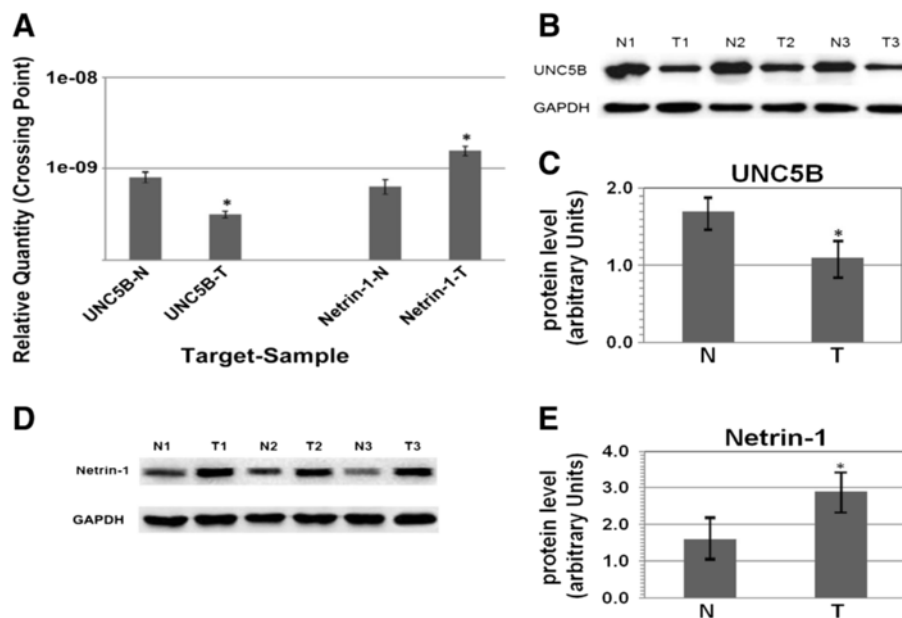 A
Relative Quantity (Crossing Point)
1e-08
1e-09
*
*
UNC5B-N
UNC5B-T
Netrin-1-N
Netrin-1-T
Target-Sample
B
N1 T1 N2 T2 N3 T3
UNC5B
GAPDH
C
UNC5B
protein level
(arbitrary Units)
2.0
1.0
0.0
*
N T
D
N1 T1 N2 T2 N3 T3
Netrin-1
GAPDH
E
Netrin-1
protein level
(arbitrary Units)
4.0
3.0
2.0
1.0
0.0
*
N T